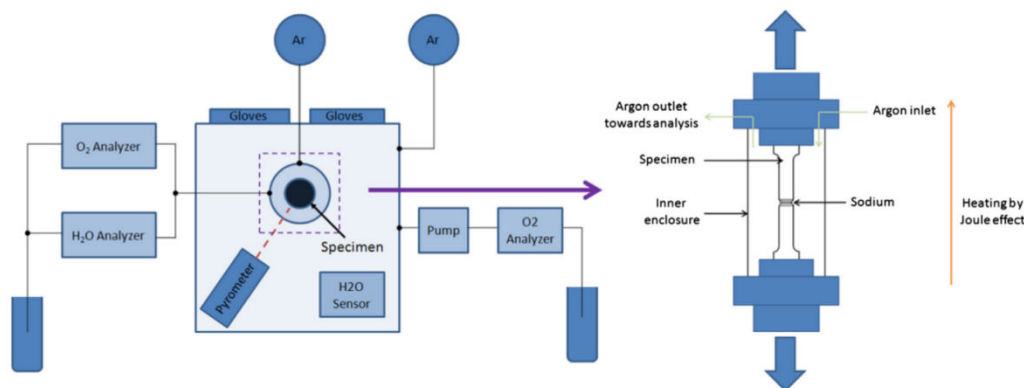 Ar
Ar
Gloves
Gloves
O₂ Analyzer
H₂O Analyzer
Specimen
Pyrometer
H2O
Sensor
Pump
O2
Analyzer
Argon outlet
towards analysis
Argon inlet
Specimen
Inner
enclosure
Sodium
Heating by
Joule effect